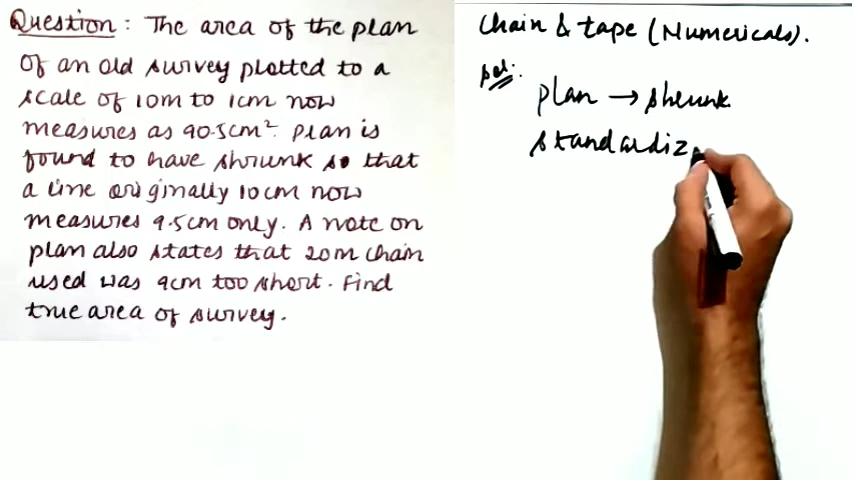 Question: The area of the plan
of an old survey plotted to a
scale of 10m to 1cm now
measures as 90.5cm². Plan is
found to have shrunk so that
a line originally 10cm now
measures 9.5cm only. A note on
plan also states that 20m chain
used was 9cm too short. Find
true area of survey.
Chain & tape (Numericals).
Sol:
plan → shrunk
standardiz